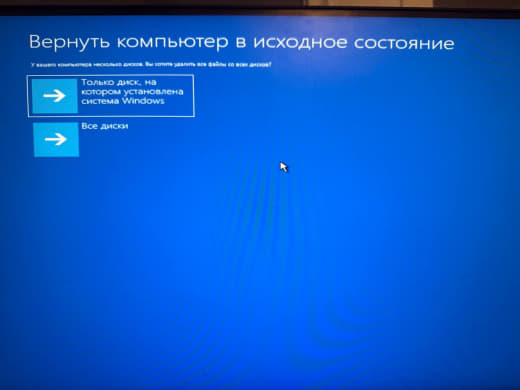 Вернуть компьютер в исходное состояние
У вашего компьютера несколько дисков. Вы хотите удалить все файлы со всех дисков?
Только диск, на
котором установлена
система Windows
Все диски